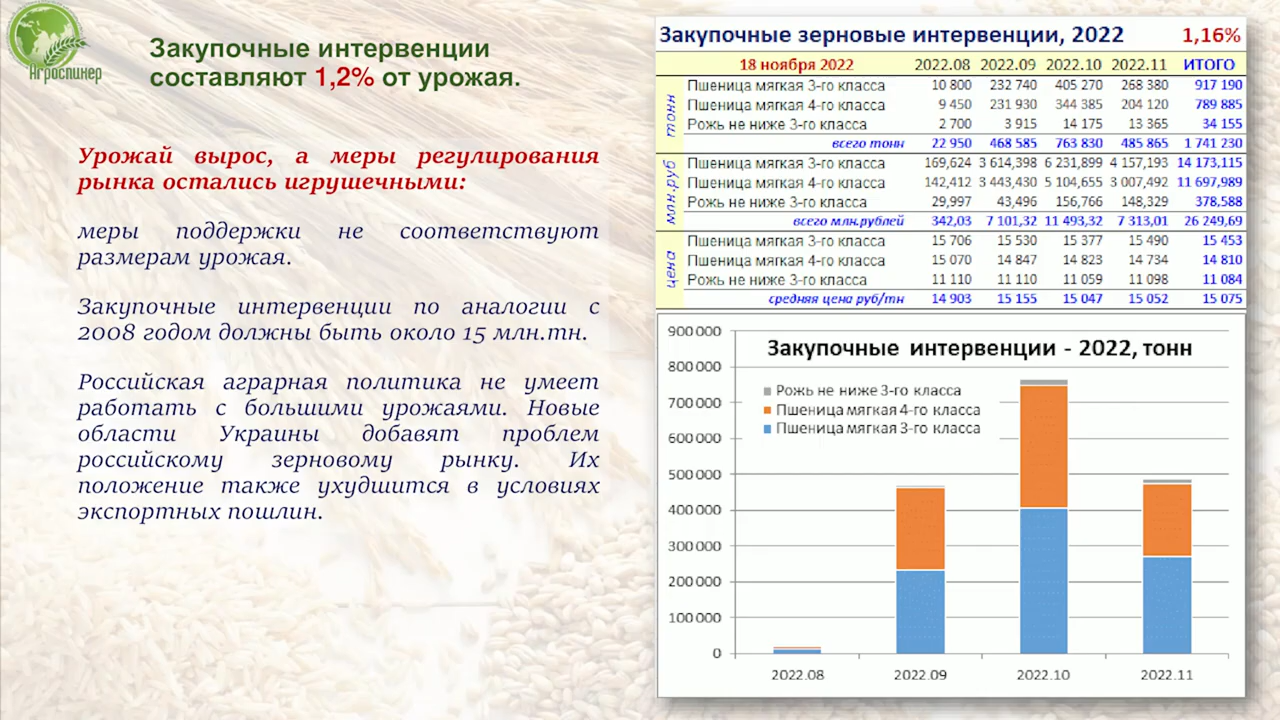 Агроспикер
Закупочные интервенции
составляют 1,2% от урожая.
Урожай вырос, а меры регулирования
рынка остались игрушечными:
меры поддержки не соответствуют
размерам урожая.
Закупочные интервенции по аналогии с
2008 годом должны быть около 15 млн.тн.
Российская аграрная политика не умеет
работать с большими урожаями. Новые
области Украины добавят проблем
российскому зерновому рынку. Их
положение также ухудшится в условиях
экспортных пошлин.
Закупочные зерновые интервенции, 2022 1,16%
18 ноября 2022 2022.08 2022.09 2022.10 2022.11 ИТОГО
тонн
Пшеница мягкая 3-го класса 10 800 232 740 405 270 268 380 917 190
Пшеница мягкая 4-го класса 9 450 231 930 344 385 204 120 789 885
Рожь не ниже 3-го класса 2 700 3 915 14 175 13 365 34 155
всего тонн 22 950 468 585 763 830 485 865 1 741 230
млн.руб
Пшеница мягкая 3-го класса 169,624 3 614,398 6 231,899 4 157,193 14 173,115
Пшеница мягкая 4-го класса 142,412 3 443,430 5 104,655 3 007,492 11 697,989
Рожь не ниже 3-го класса 29,997 43,496 156,766 148,329 378,588
всего млн.рублей 342,03 7 101,32 11 493,32 7 313,01 26 249,69
цена
Пшеница мягкая 3-го класса 15 706 15 530 15 377 15 490 15 453
Пшеница мягкая 4-го класса 15 070 14 847 14 823 14 734 14 810
Рожь не ниже 3-го класса 11 110 11 110 11 059 11 098 11 084
средняя цена руб/тн 14 903 15 155 15 047 15 052 15 075
Закупочные интервенции - 2022, тонн
Рожь не ниже 3-го класса
Пшеница мягкая 4-го класса
Пшеница мягкая 3-го класса
900 000
800 000
700 000
600 000
500 000
400 000
300 000
200 000
100 000
0
2022.08 2022.09 2022.10 2022.11